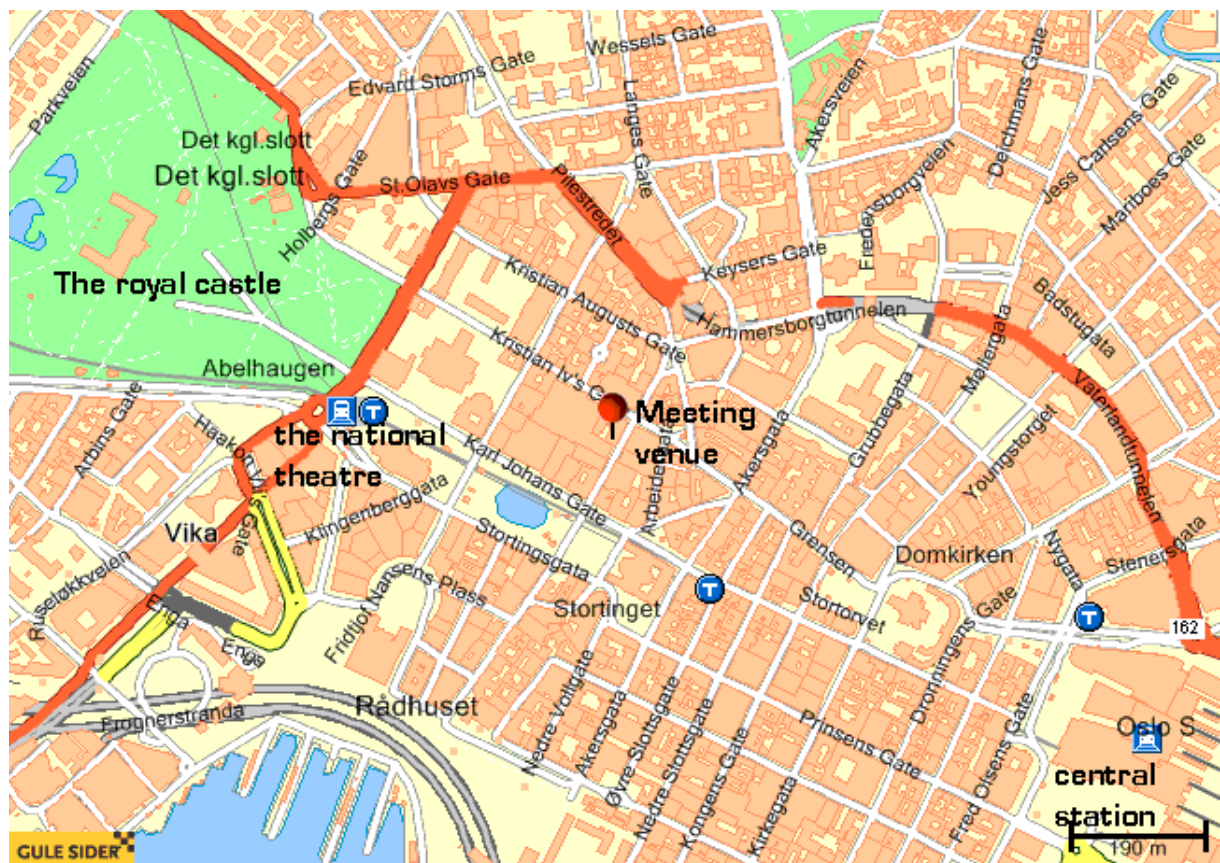 Wessels Gate
Edvard Storms Gate
Parkveien
Langes Gate
Akersveien
Deichmans Gate
Jess Carlsens Gate
Mariboes Gate
Det kgl.slott
Det kgl.slott
Holbergs Gate
St.Olavs Gate
Pilestredet
Fredensborgveien
Keysers Gate
The royal castle
Kristian Augusts Gate
Hammersborgtunnelen
Badstugata
Møllergata
Kristian Iv's Gate
Abelhaugen
Vaterlandtunnelen
Grubbegata
Meeting
venue
Arbins Gate
Haakon Vii
Gate
the national
theatre
Karl Johans Gate
Akersgata
Youngstorget
Klingenberggata
Vika
Stortingsgata
Grensen
Domkirken
Nygata
Stenersgata
Ruseløkkveien
Fridtjof Nansens Plass
Stortinget
Stortorvet
T
T
T
162
Enga
Enga
Dronningens Gate
Frognerstranda
Rådhuset
Nedre Vollgate
Akersgata
Øvre Slottsgate
Nedre Slottsgate
Kongens Gate
Kirkegata
Prinsens Gate
Fred Olsens Gate
Oslo S
central
station
190 m
GULE SIDER